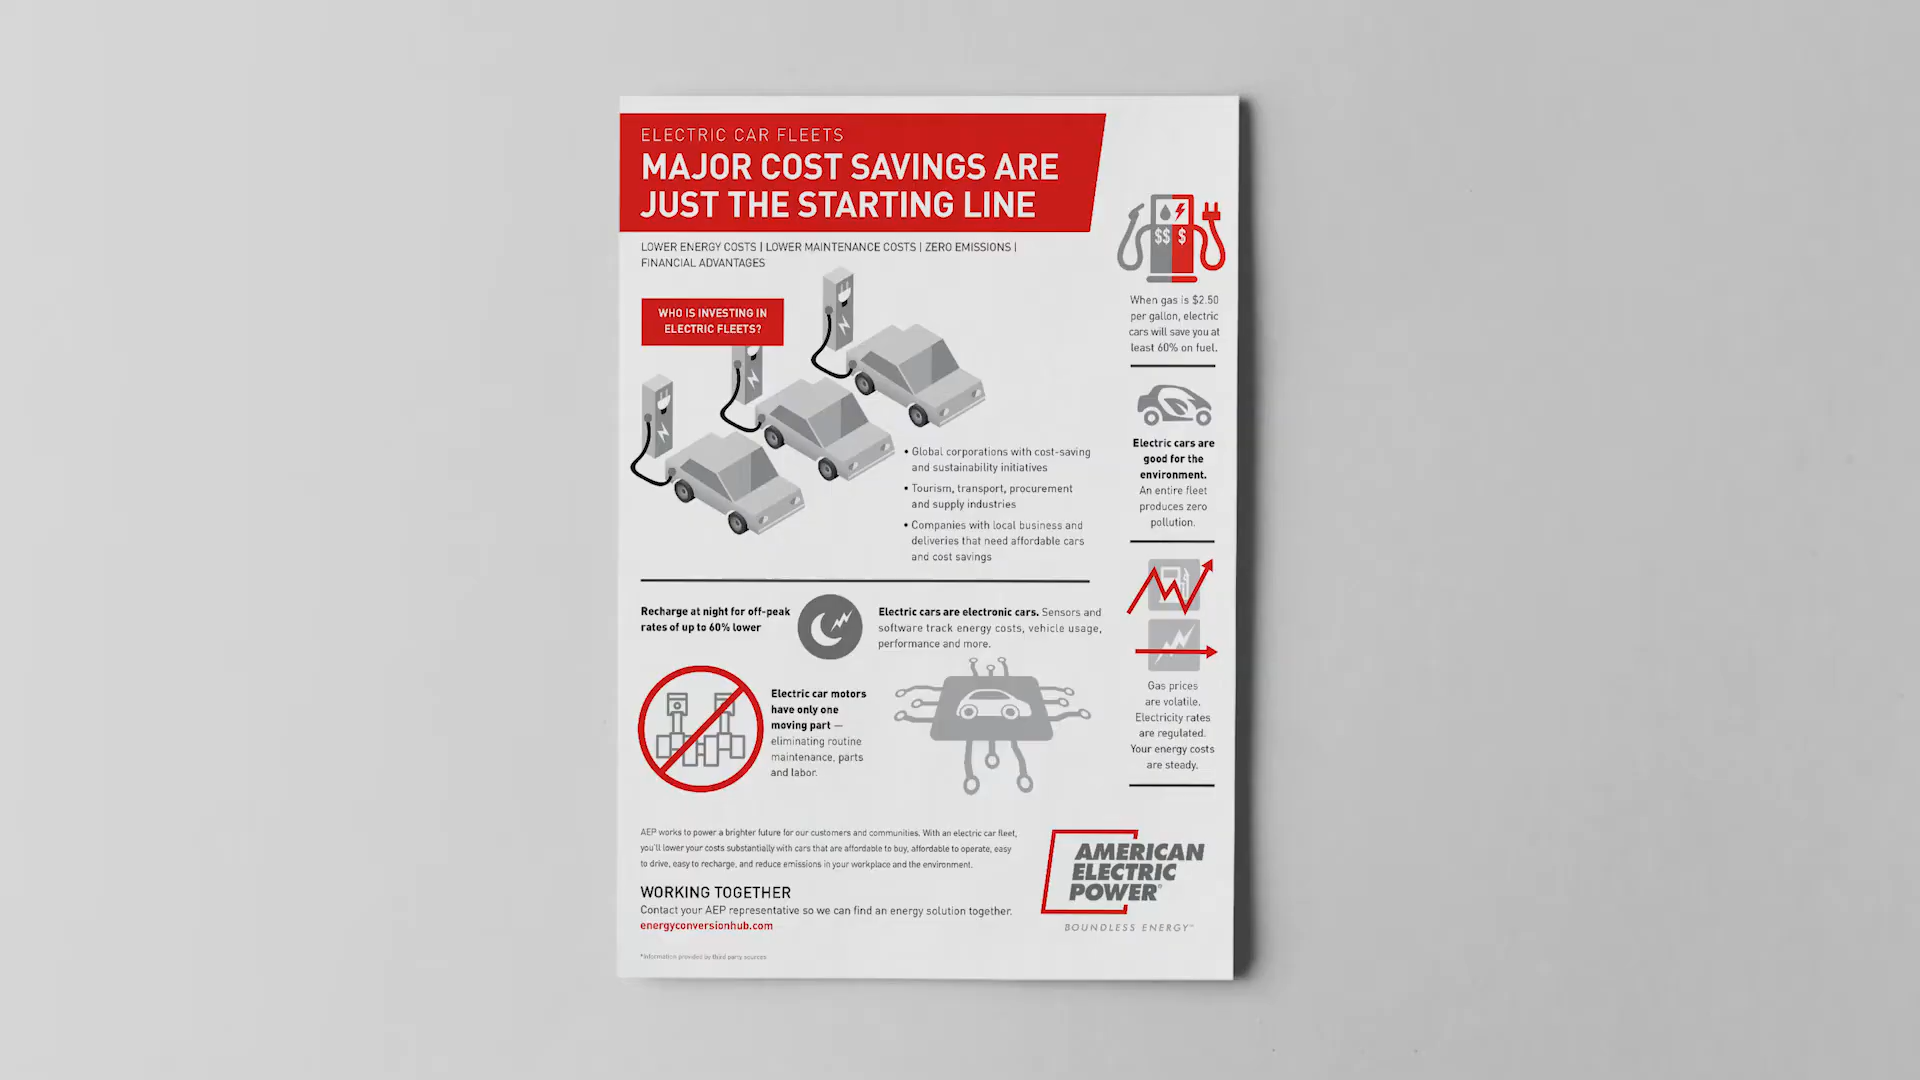 ELECTRIC CAR FLEETS
MAJOR COST SAVINGS ARE
JUST THE STARTING LINE
LOWER ENERGY COSTS | LOWER MAINTENANCE COSTS | ZERO EMISSIONS |
FINANCIAL ADVANTAGES
WHO IS INVESTING IN
ELECTRIC FLEETS?
• Global corporations with cost-saving
and sustainability initiatives
• Tourism, transport, procurement
and supply industries
• Companies with local business and
deliveries that need affordable cars
and cost savings
$$ $
When gas is $2.50
per gallon, electric
cars will save you at
least 60% on fuel.
Electric cars are
good for the
environment.
An entire fleet
produces zero
pollution.
Gas prices
are volatile.
Electricity rates
are regulated.
Your energy costs
are steady.
Recharge at night for off-peak
rates of up to 60% lower
Electric cars are electronic cars. Sensors and
software track energy costs, vehicle usage,
performance and more.
Electric car motors
have only one
moving part —
eliminating routine
maintenance, parts
and labor.
AEP works to power a brighter future for our customers and communities. With an electric car fleet,
you'll lower your costs substantially with cars that are affordable to buy, affordable to operate, easy
to drive, easy to recharge, and reduce emissions in your workplace and the environment.
WORKING TOGETHER
Contact your AEP representative so we can find an energy solution together.
energyconversionhub.com
*Information provided by third party sources
AMERICAN
ELECTRIC
POWER®
BOUNDLESS ENERGY℠